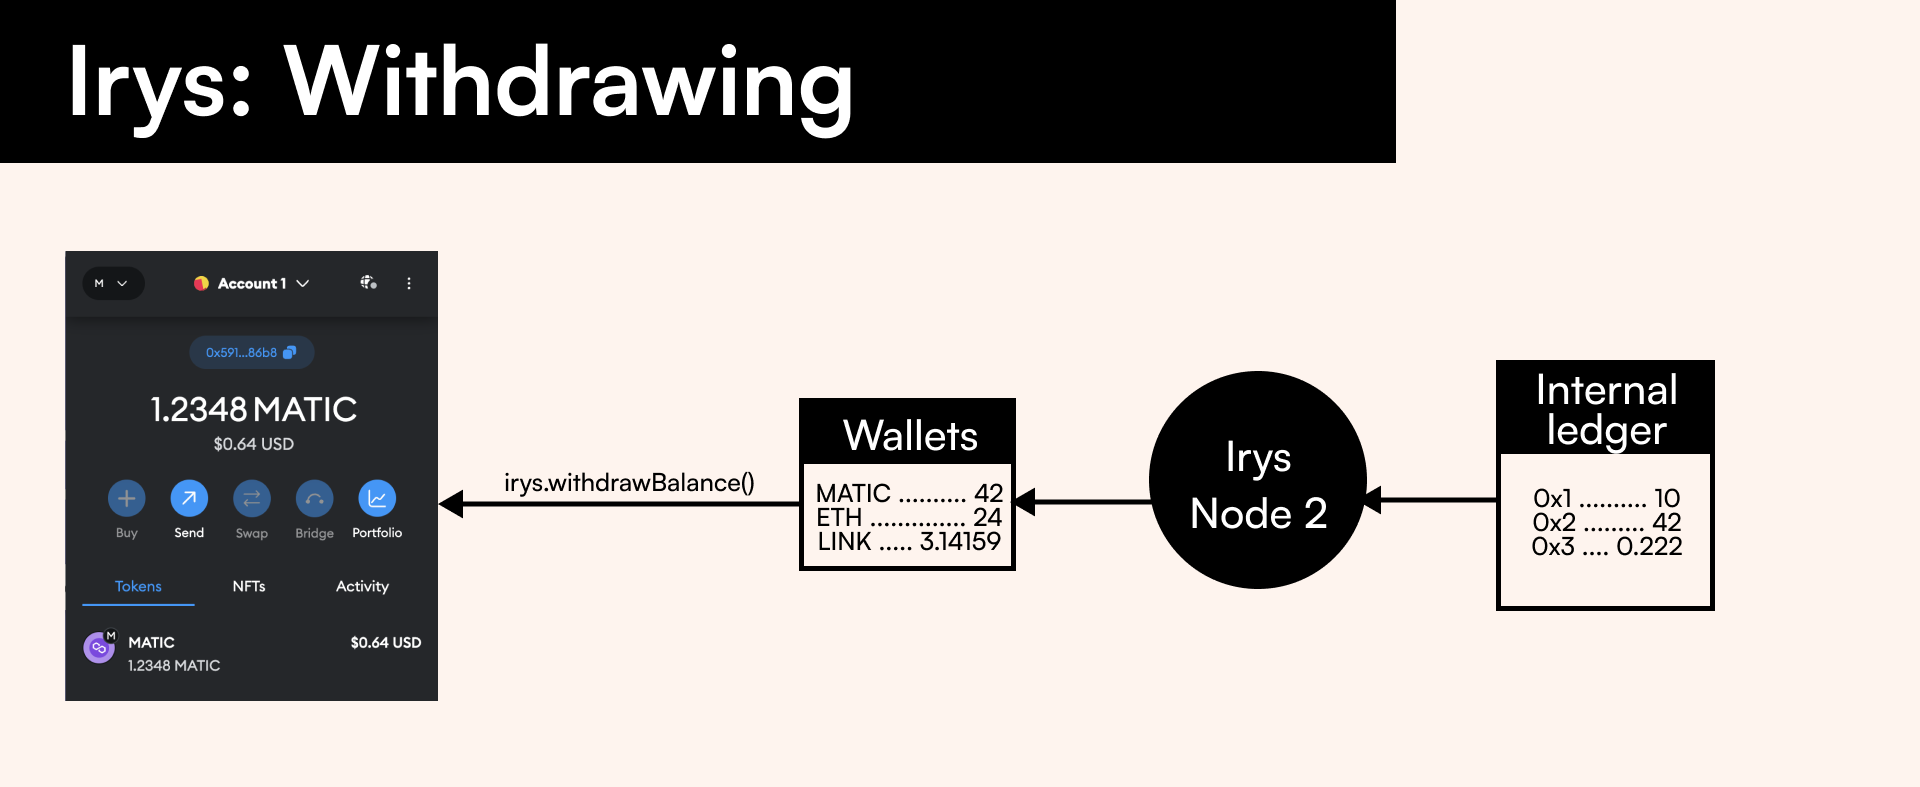 Irys: Withdrawing
M
Account 1
0x591...86b8
1.2348 MATIC
$0.64 USD
Buy
Send
Swap
Bridge
Portfolio
Tokens
NFTs
Activity
M
MATIC
$0.64 USD
1.2348 MATIC
irys.withdrawBalance()
Wallets
MATIC .......... 42
ETH .............. 24
LINK ..... 3.14159
Irys
Node 2
Internal
ledger
0x1 .......... 10
0x2 ......... 42
0x3 .... 0.222